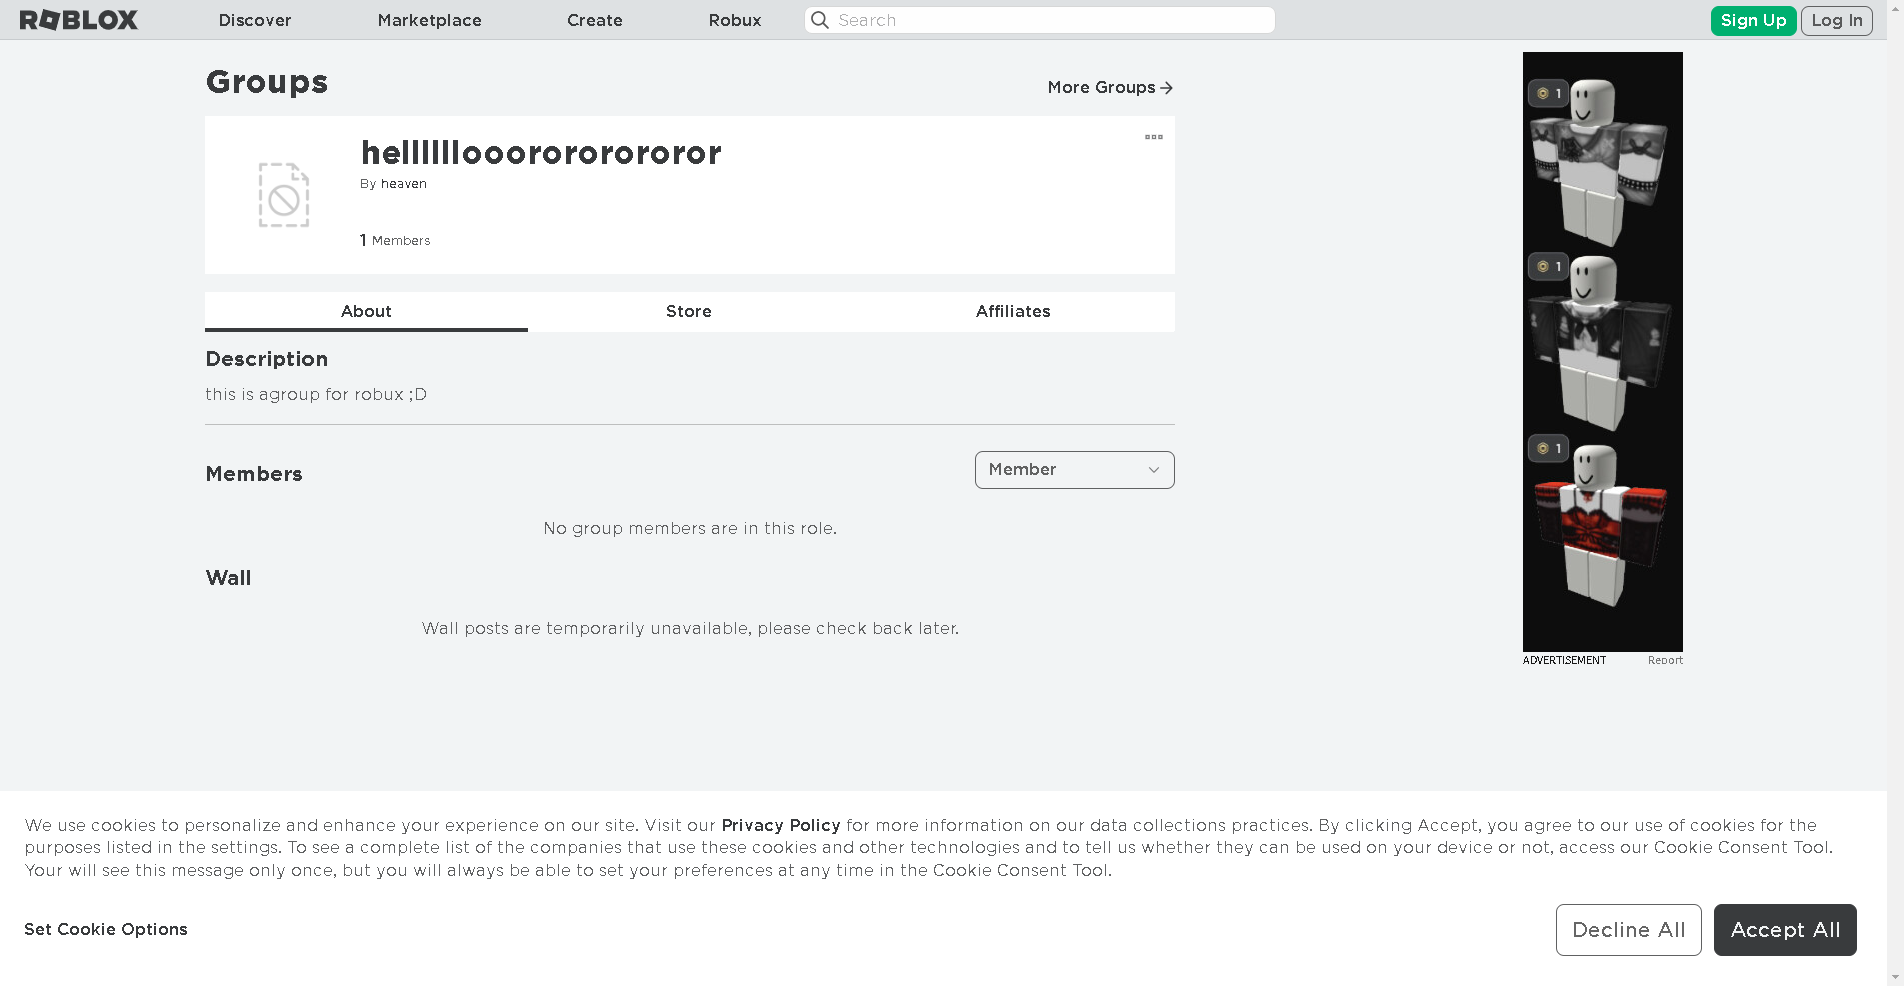 ROBLOX Discover Marketplace Create Robux Search Sign Up Log In
Groups
More Groups
helllllllooorororororor
By heaven
1 Members
About Store Affiliates
Description
this is agroup for robux ;D
Members
Member
No group members are in this role.
Wall
Wall posts are temporarily unavailable, please check back later.
1
1
1
ADVERTISEMENT Report
We use cookies to personalize and enhance your experience on our site. Visit our Privacy Policy for more information on our data collections practices. By clicking Accept, you agree to our use of cookies for the
purposes listed in the settings. To see a complete list of the companies that use these cookies and other technologies and to tell us whether they can be used on your device or not, access our Cookie Consent Tool.
Your will see this message only once, but you will always be able to set your preferences at any time in the Cookie Consent Tool.
Set Cookie Options
Decline All
Accept All